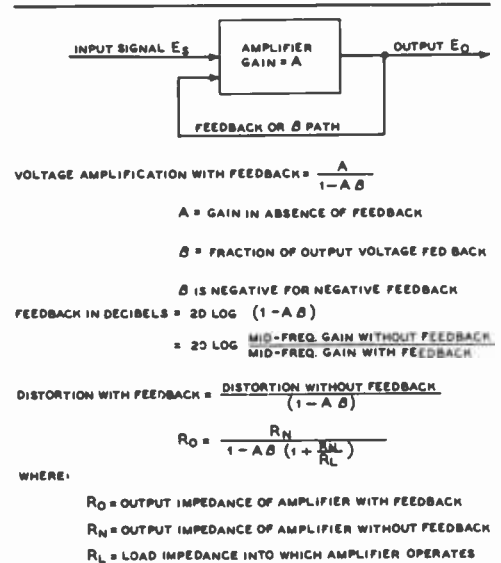 INPUT SIGNAL Es
AMPLIFIER
GAIN = A
OUTPUT Eo
FEEDBACK OR β PATH
VOLTAGE AMPLIFICATION WITH FEEDBACK = A / 1-Aβ
A = GAIN IN ABSENCE OF FEEDBACK
β = FRACTION OF OUTPUT VOLTAGE FED BACK
β IS NEGATIVE FOR NEGATIVE FEEDBACK
FEEDBACK IN DECIBELS = 20 LOG (1-Aβ)
= 20 LOG MID-FREQ. GAIN WITHOUT FEEDBACK / MID-FREQ. GAIN WITH FEEDBACK
DISTORTION WITH FEEDBACK = DISTORTION WITHOUT FEEDBACK / (1-Aβ)
Ro = RN / 1-Aβ (1+ RN/RL)
WHERE:
Ro = OUTPUT IMPEDANCE OF AMPLIFIER WITH FEEDBACK
RN = OUTPUT IMPEDANCE OF AMPLIFIER WITHOUT FEEDBACK
RL = LOAD IMPEDANCE INTO WHICH AMPLIFIER OPERATES